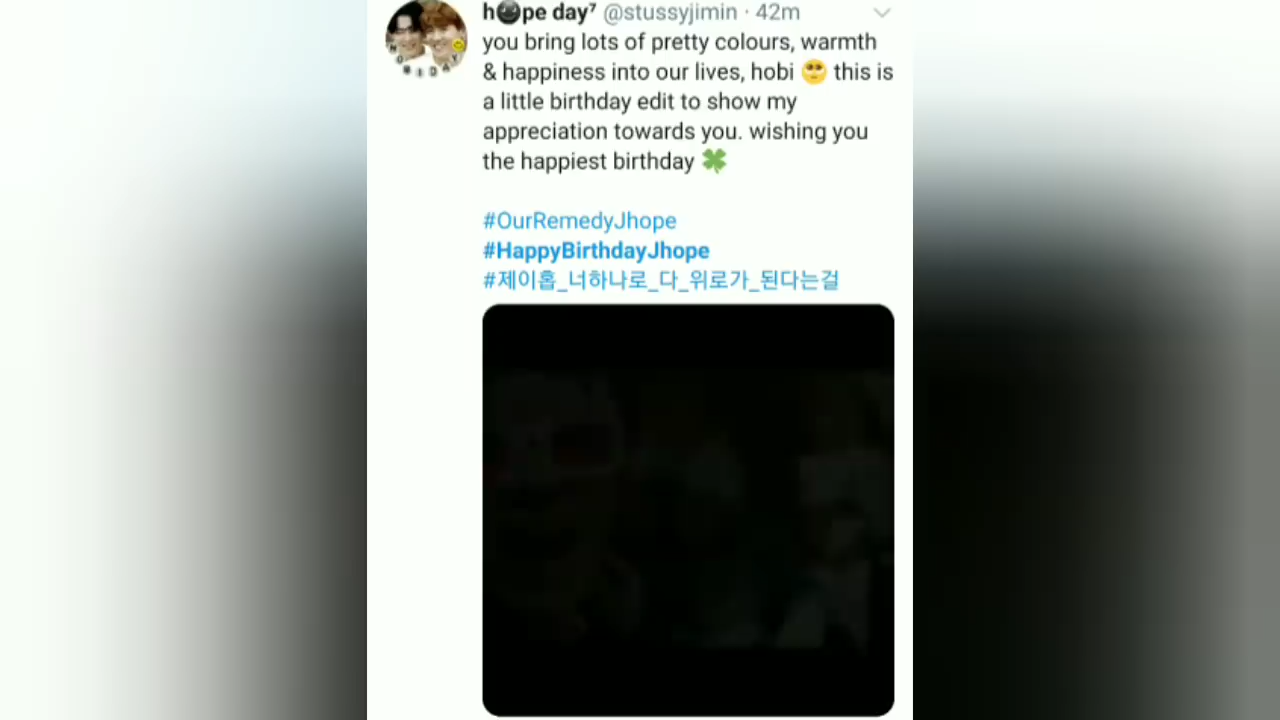 h🌚pe day⁷ @stussyjimin · 42m
you bring lots of pretty colours, warmth
& happiness into our lives, hobi 🥺 this is
a little birthday edit to show my
appreciation towards you. wishing you
the happiest birthday 🍀
#OurRemedyJhope
#HappyBirthdayJhope
#제이홉_너하나로_다_위로가_된다는걸